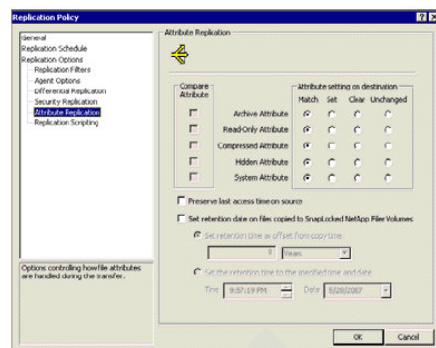 Replication Policy
General
Replication Schedule
Replication Options
Replication Filters
Agent Options
Differential Replication
Security Replication
Attribute Replication
Replication Scripting
Options controlling how file attributes
are handled during the transfer.
Attribute Replication
Compare
Attribute
Attribute setting on destination
Match Set Clear Unchanged
Archive Attribute
Read-Only Attribute
Compressed Attribute
Hidden Attribute
System Attribute
Preserve last access time on source
Set retention date on files copied to SnapLocked NetApp Filer Volumes
Set retention time as offset from copy time
0 Years
Set the retention time to the specified time and date
Time 9:57:19 PM Date 5/28/2007
OK Cancel